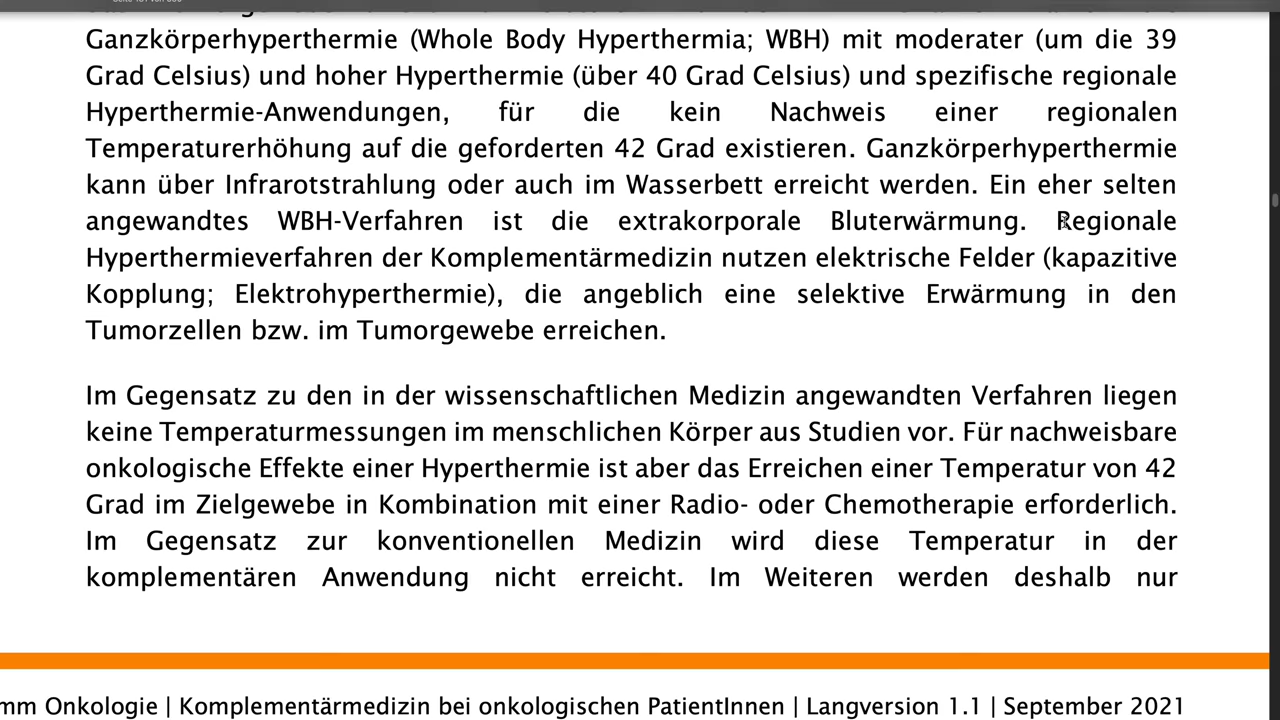 Ganzkörperhyperthermie (Whole Body Hyperthermia; WBH) mit moderater (um die 39
Grad Celsius) und hoher Hyperthermie (über 40 Grad Celsius) und spezifische regionale
Hyperthermie-Anwendungen, für die kein Nachweis einer regionalen
Temperaturerhöhung auf die geforderten 42 Grad existieren. Ganzkörperhyperthermie
kann über Infrarotstrahlung oder auch im Wasserbett erreicht werden. Ein eher selten
angewandtes WBH-Verfahren ist die extrakorporale Bluterwärmung. Regionale
Hyperthermieverfahren der Komplementärmedizin nutzen elektrische Felder (kapazitive
Kopplung; Elektrohyperthermie), die angeblich eine selektive Erwärmung in den
Tumorzellen bzw. im Tumorgewebe erreichen.
Im Gegensatz zu den in der wissenschaftlichen Medizin angewandten Verfahren liegen
keine Temperaturmessungen im menschlichen Körper aus Studien vor. Für nachweisbare
onkologische Effekte einer Hyperthermie ist aber das Erreichen einer Temperatur von 42
Grad im Zielgewebe in Kombination mit einer Radio- oder Chemotherapie erforderlich.
Im Gegensatz zur konventionellen Medizin wird diese Temperatur in der
komplementären Anwendung nicht erreicht. Im Weiteren werden deshalb nur
mm Onkologie | Komplementärmedizin bei onkologischen PatientInnen | Langversion 1.1 | September 2021